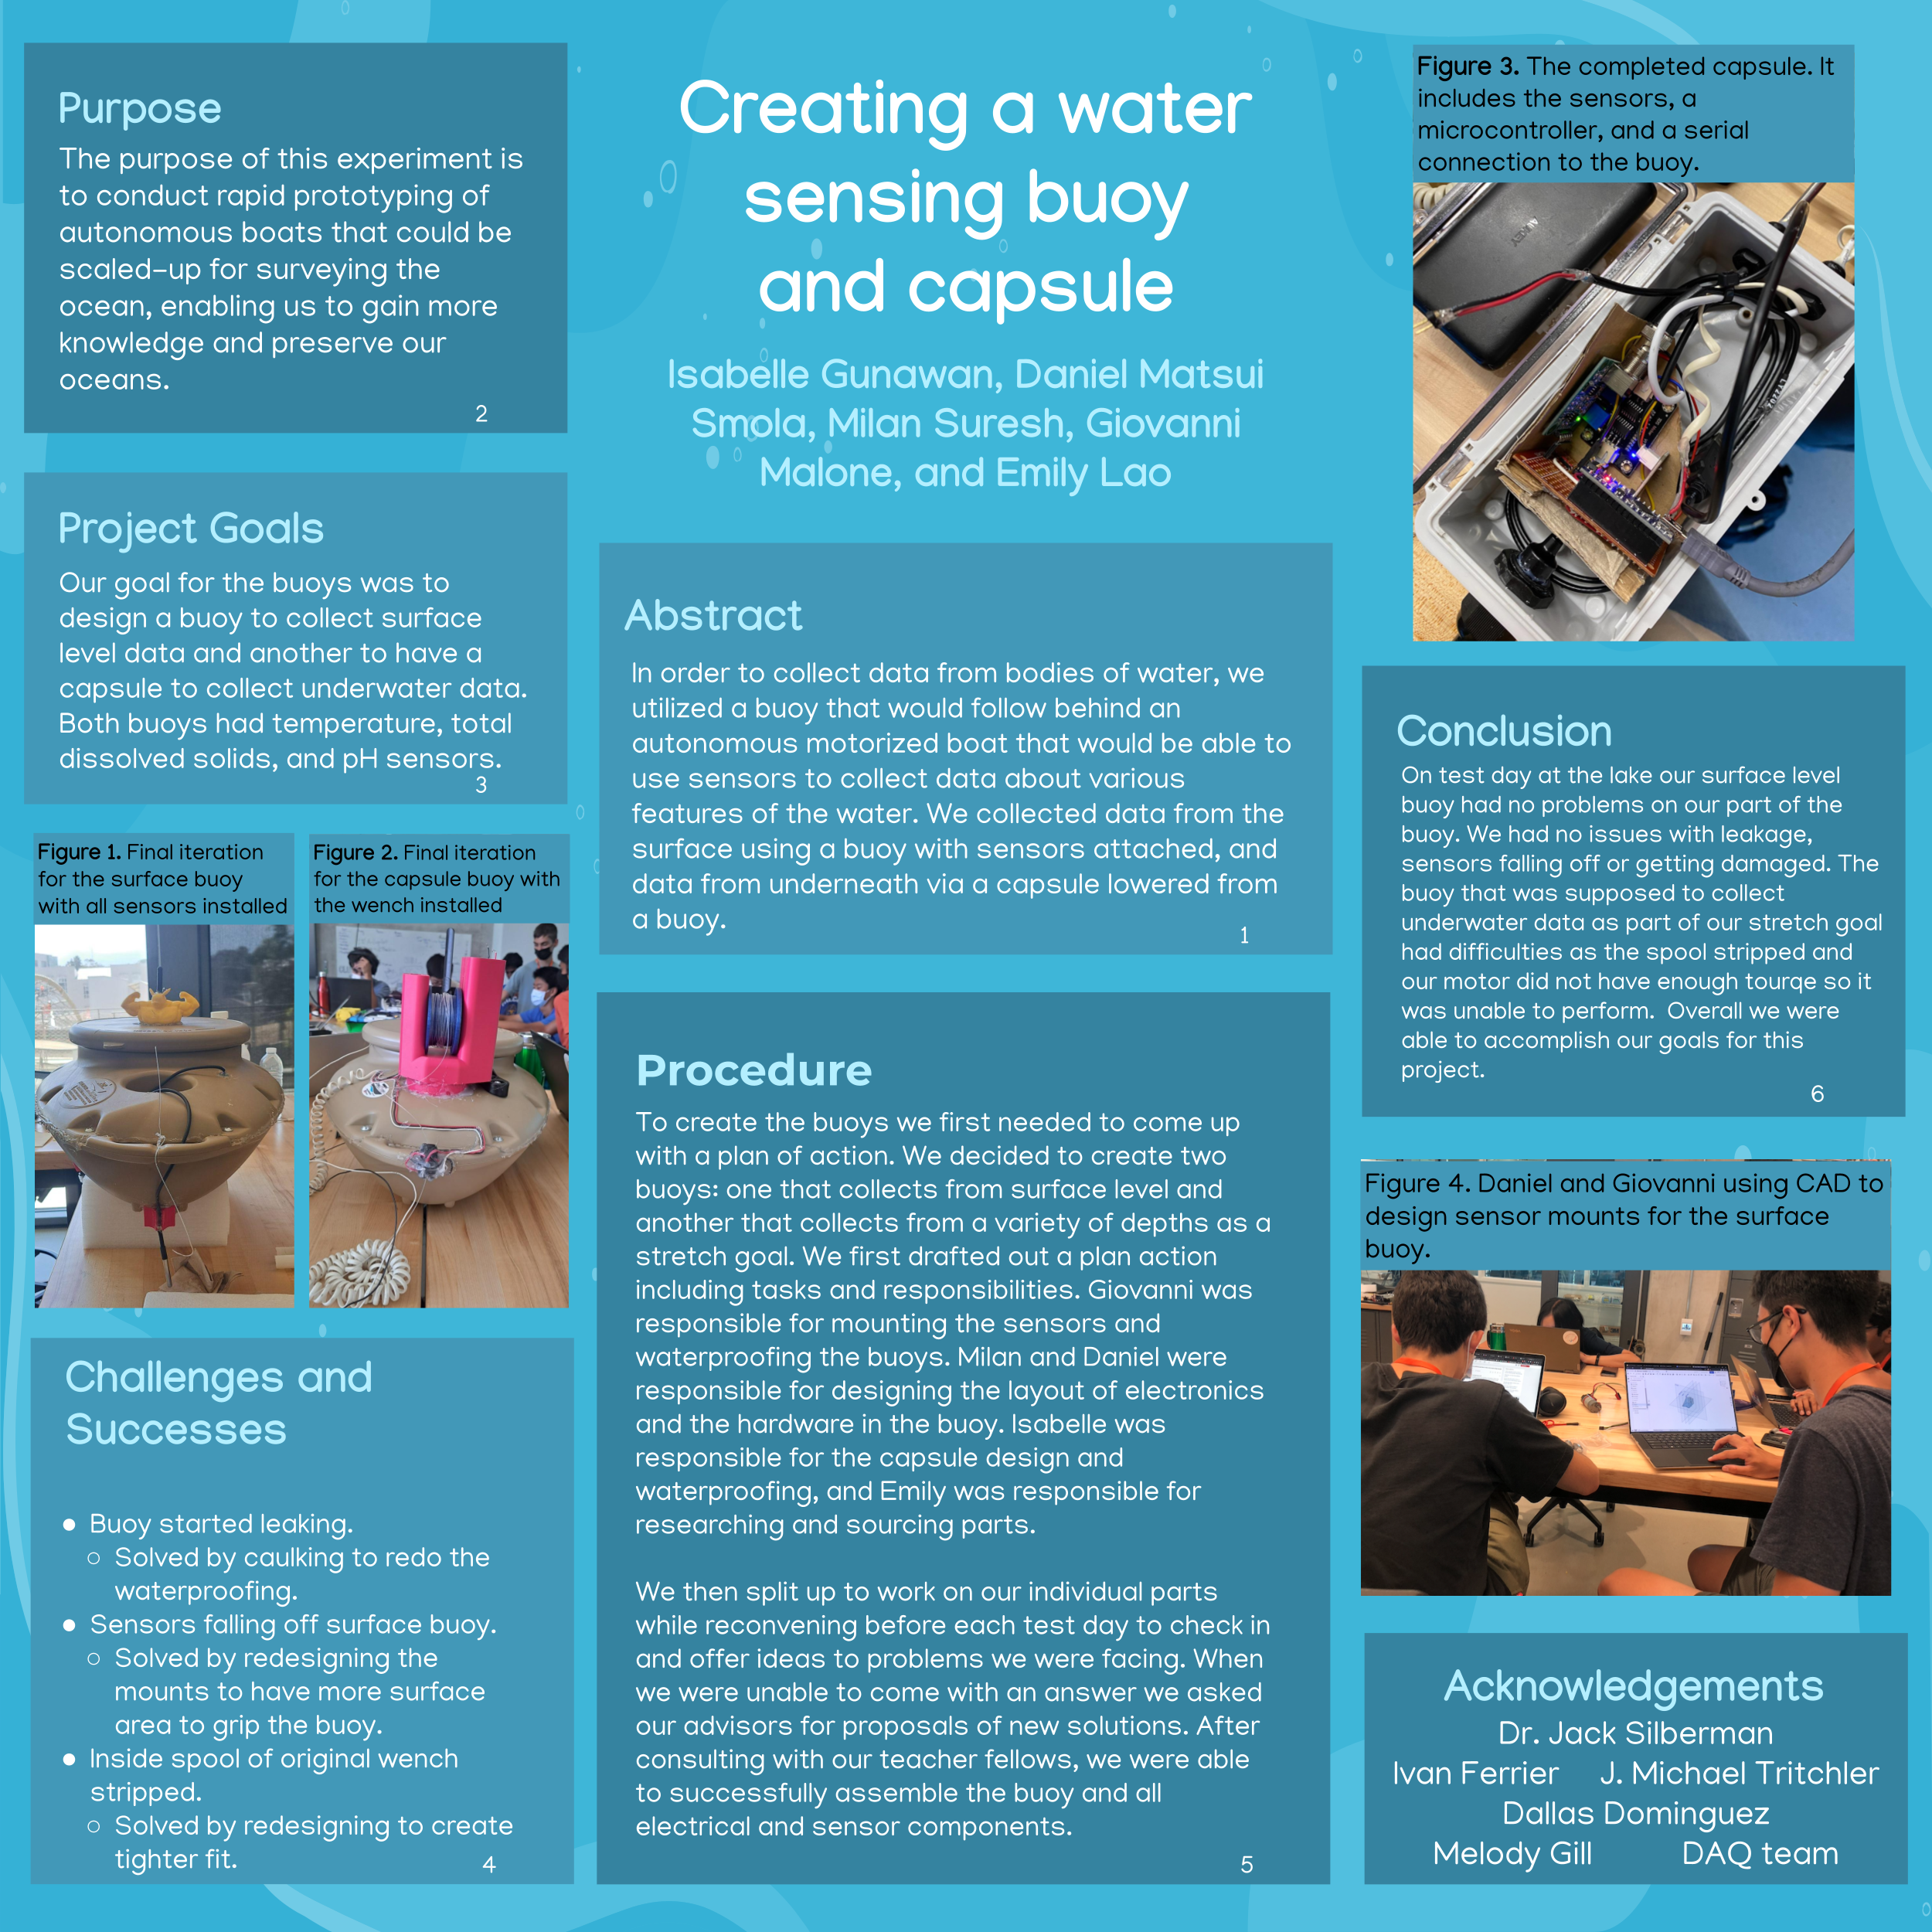 Creating a water
sensing buoy
and capsule
Isabelle Gunawan, Daniel Matsui
Smola, Milan Suresh, Giovanni
Malone, and Emily Lao
Abstract
In order to collect data from bodies of water, we
utilized a buoy that would follow behind an
autonomous motorized boat that would be able to
use sensors to collect data about various
features of the water. We collected data from the
surface using a buoy with sensors attached, and
data from underneath via a capsule lowered from
a buoy.
1
Purpose
The purpose of this experiment is
to conduct rapid prototyping of
autonomous boats that could be
scaled-up for surveying the
ocean, enabling us to gain more
knowledge and preserve our
oceans.
2
Project Goals
Our goal for the buoys was to
design a buoy to collect surface
level data and another to have a
capsule to collect underwater data.
Both buoys had temperature, total
dissolved solids, and pH sensors.
3
Figure 1. Final iteration
for the surface buoy
with all sensors installed
Figure 2. Final iteration
for the capsule buoy with
the wench installed
Challenges and
Successes
● Buoy started leaking.
○ Solved by caulking to redo the
waterproofing.
● Sensors falling off surface buoy.
○ Solved by redesigning the
mounts to have more surface
area to grip the buoy.
● Inside spool of original wench
stripped.
○ Solved by redesigning to create
tighter fit.
4
Procedure
To create the buoys we first needed to come up
with a plan of action. We decided to create two
buoys: one that collects from surface level and
another that collects from a variety of depths as a
stretch goal. We first drafted out a plan action
including tasks and responsibilities. Giovanni was
responsible for mounting the sensors and
waterproofing the buoys. Milan and Daniel were
responsible for designing the layout of electronics
and the hardware in the buoy. Isabelle was
responsible for the capsule design and
waterproofing, and Emily was responsible for
researching and sourcing parts.
We then split up to work on our individual parts
while reconvening before each test day to check in
and offer ideas to problems we were facing. When
we were unable to come with an answer we asked
our advisors for proposals of new solutions. After
consulting with our teacher fellows, we were able
to successfully assemble the buoy and all
electrical and sensor components.
5
Figure 3. The completed capsule. It
includes the sensors, a
microcontroller, and a serial
connection to the buoy.
ANKER
Conclusion
On test day at the lake our surface level
buoy had no problems on our part of the
buoy. We had no issues with leakage,
sensors falling off or getting damaged. The
buoy that was supposed to collect
underwater data as part of our stretch goal
had difficulties as the spool stripped and
our motor did not have enough tourqe so it
was unable to perform.  Overall we were
able to accomplish our goals for this
project.
6
Figure 4. Daniel and Giovanni using CAD to
design sensor mounts for the surface
buoy.
Acknowledgements
Dr. Jack Silberman
Ivan Ferrier J. Michael Tritchler
Dallas Dominguez
Melody Gill DAQ team